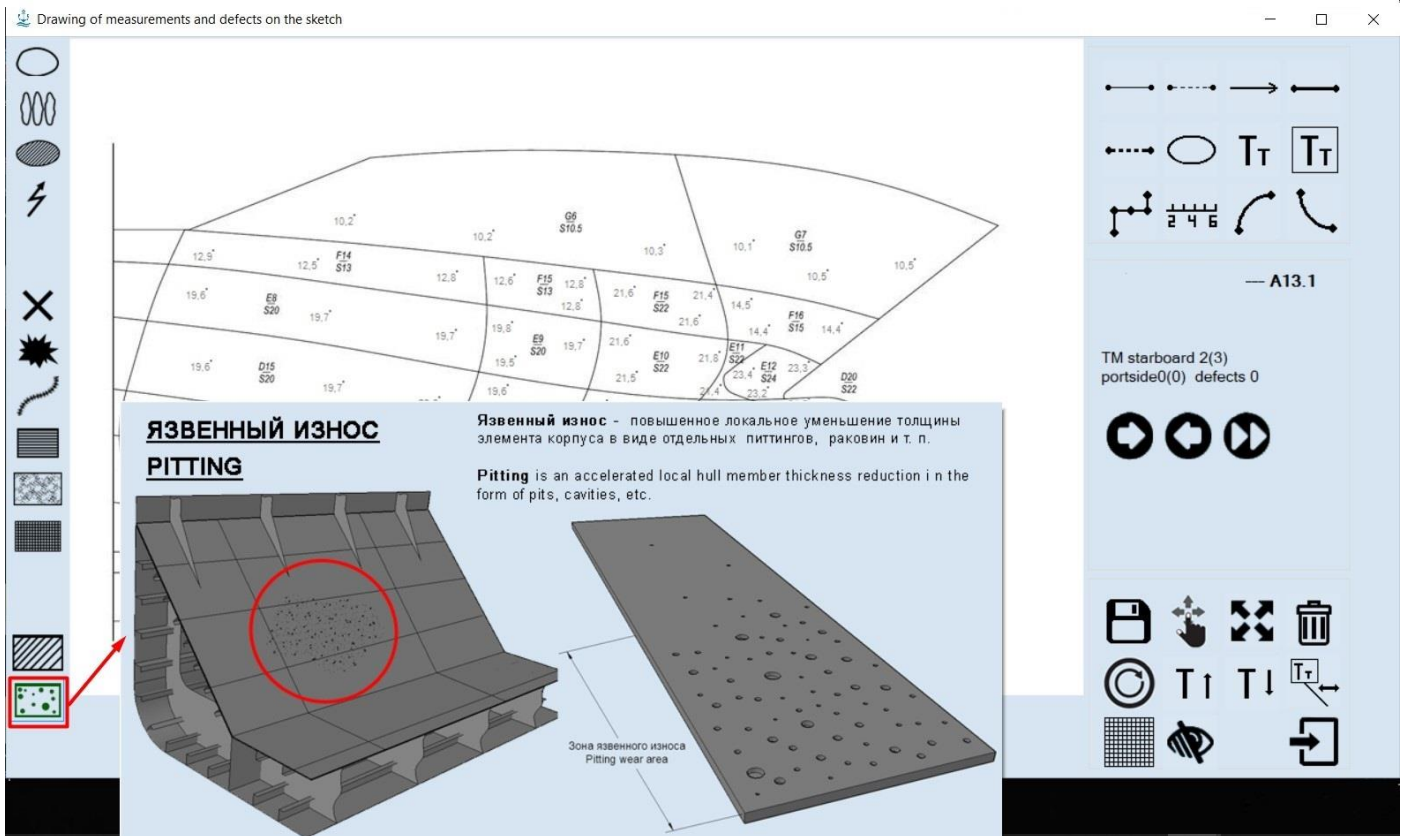 Drawing of measurements and defects on the sketch
10,2
G6
S10.5
10,2
G7
S10.5
10,3
10,1
10,5
10,5
12,9
12,5
F14
S13
12,8
12,6
F15
S13
12,8
12,8
19,6
E8
S20
19,7
21,6
F15
S22
21,4
21,6
14,5
F16
S15
14,4
14,4
19,7
19,8
E9
S20
19,7
19,5
21,6
E10
S22
21,5
21,8
E11
S22
23,4
E12
S24
23,3
23,2
19,6
D15
S20
19,7
19,6
21,4
D20
S22
T T
T T
2 4 6
--- A13.1
TM starboard 2(3)
portside0(0) defects 0
T
T
T T
ЯЗВЕННЫЙ ИЗНОС
PITTING
Язвенный износ - повышенное локальное уменьшение толщины
элемента корпуса в виде отдельных питтингов, раковин и т. п.
Pitting is an accelerated local hull member thickness reduction i n the
form of pits, cavities, etc.
Зона язвенного износа
Pitting wear area